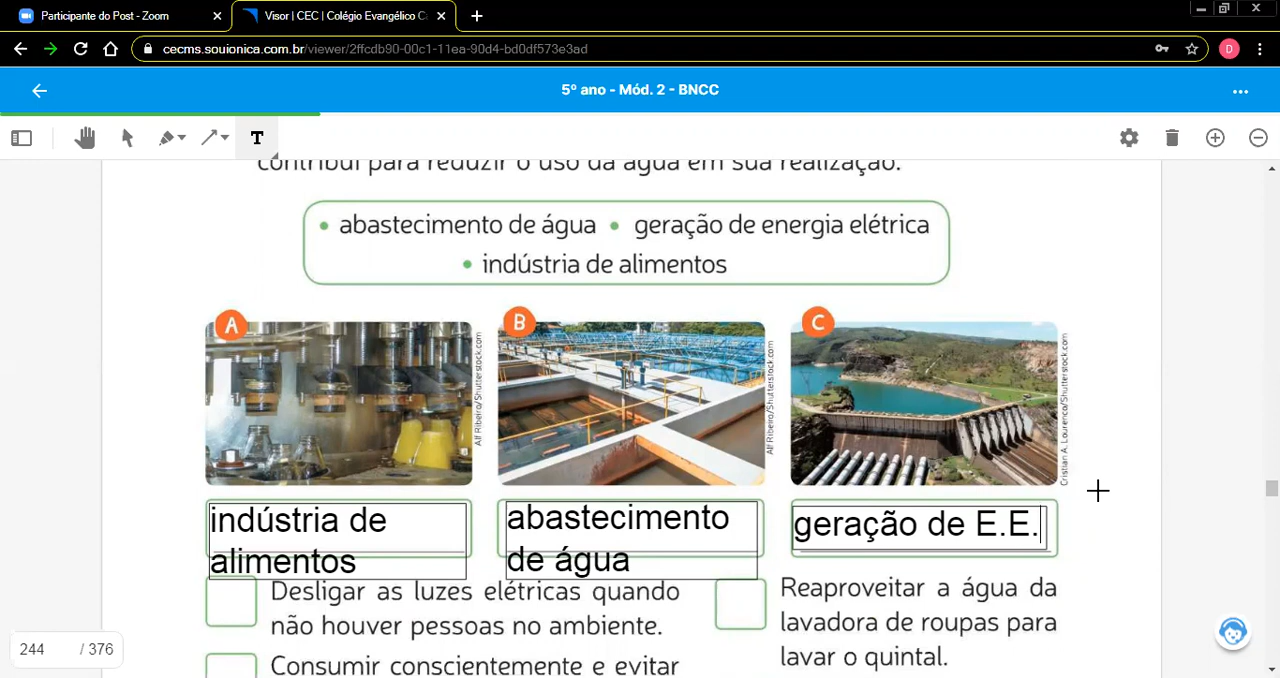 Participante do Post - Zoom
Visor | CEC | Colégio Evangélico Ca
cecms.souionica.com.br/viewer/2ffcdb90-00c1-11ea-90d4-bd0df573e3ad
D
5º ano - Mód. 2 - BNCC
T
contribui para reduzir o uso da água em sua realização.
• abastecimento de água • geração de energia elétrica
• indústria de alimentos
A
B
C
Alf Ribeiro/Shutterstock.com
Alf Ribeiro/Shutterstock.com
Cristian A. Lourenço/Shutterstock.com
indústria de
alimentos
abastecimento
de água
geração de E.E.
Desligar as luzes elétricas quando
não houver pessoas no ambiente.
Consumir conscientemente e evitar
Reaproveitar a água da
lavadora de roupas para
lavar o quintal.
244 / 376